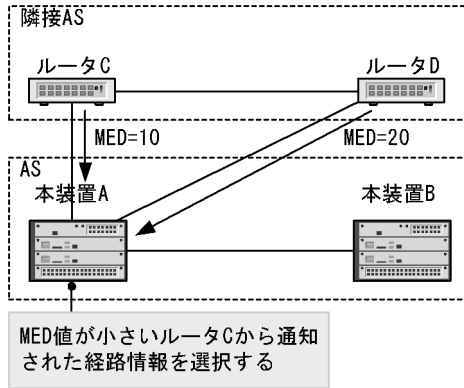 隣接AS
ルータC
ルータD
MED=10
MED=20
AS
本装置A
本装置B
MED値が小さいルータCから通知
された経路情報を選択する